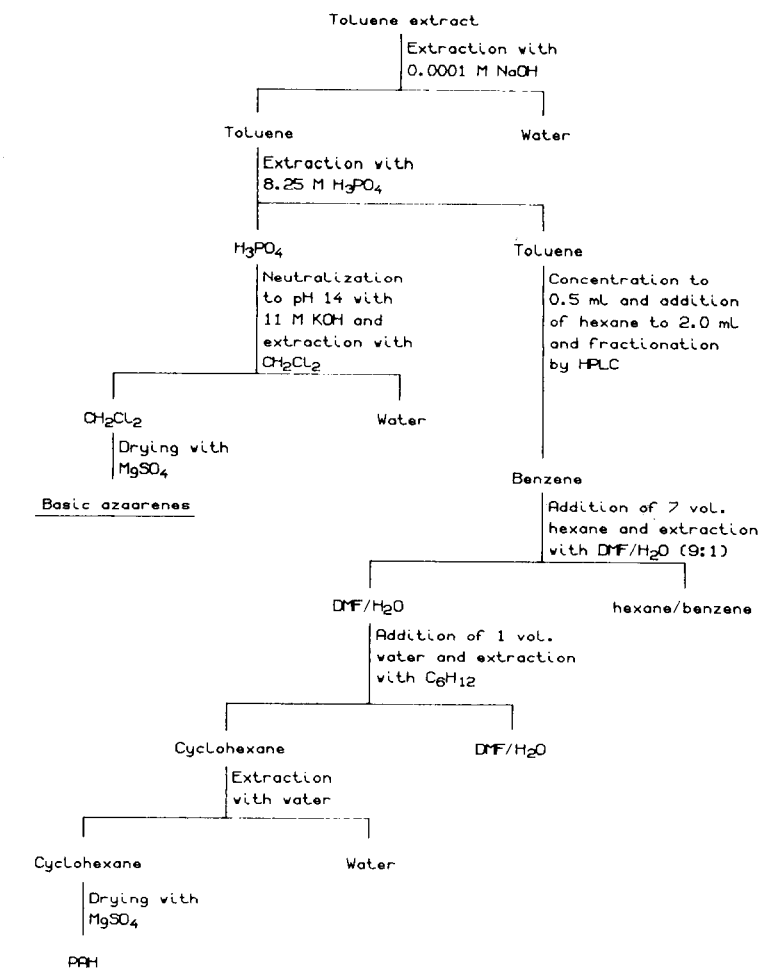 Toluene extract
Extraction with
0.0001 M NaOH
Toluene
Water
Extraction with
8.25 M H₃PO₄
H₃PO₄
Toluene
Neutralization
to pH 14 with
11 M KOH and
extraction with
CH₂Cl₂
Concentration to
0.5 ml and addition
of hexane to 2.0 ml
and fractionation
by HPLC
CH₂Cl₂
Water
Drying with
MgSO₄
Basic azaarenes
Benzene
Addition of 7 vol.
hexane and extraction
with DMF/H₂O (9:1)
DMF/H₂O
hexane/benzene
Addition of 1 vol.
water and extraction
with C₆H₁₂
Cyclohexane
DMF/H₂O
Extraction
with water
Cyclohexane
Water
Drying with
MgSO₄
PAH